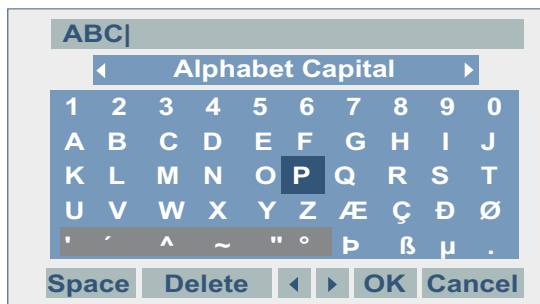 ABC|
Alphabet Capital
1 2 3 4 5 6 7 8 9 0
A B C D E F G H I J
K L M N O P Q R S T
U V W X Y Z Æ Ç Ð Ø
' ´ ^ ~ " ° Þ ß µ .
Space Delete OK Cancel